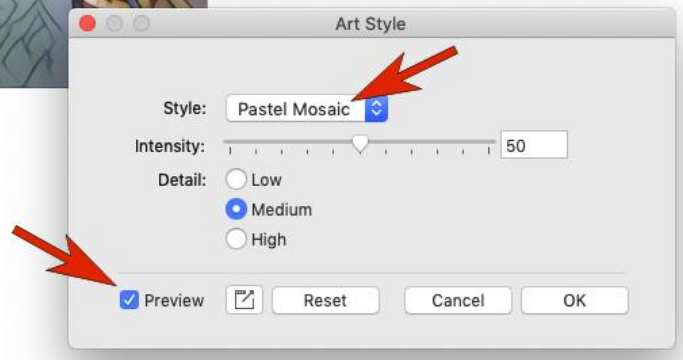 Art Style
Style: Pastel Mosaic
Intensity: 50
Detail: Low
Medium
High
Preview Reset Cancel OK